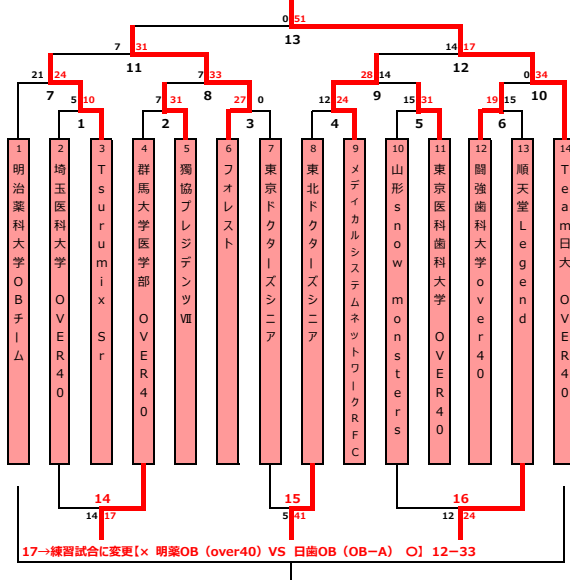 0 51
13
7 31
14 17
11
12
21 24
7 33
28 14
0 34
7
8
9
10
5 10
7 31
27 0
12 24
15 31
19 15
1
2
3
4
5
6
1 明治薬科大学OBチーム
2 埼玉医科大学 OVER40
3 Tsurumix Sr
4 群馬大学医学部 OVER40
5 獨協プレジデンツⅦ
6 フォレスト
7 東京ドクターズシニア
8 東北ドクターズシニア
9 メディカルシステムネットワークRFC
10 山形snow monsters
11 東京医科歯科大学 OVER40
12 闘強歯科大学over40
13 順天堂Legend
14 Team日大 OVER40
14
15
16
14 17
5 41
12 24
17→練習試合に変更【× 明薬OB（over40）VS 日歯OB（OB－A） 〇】12－33